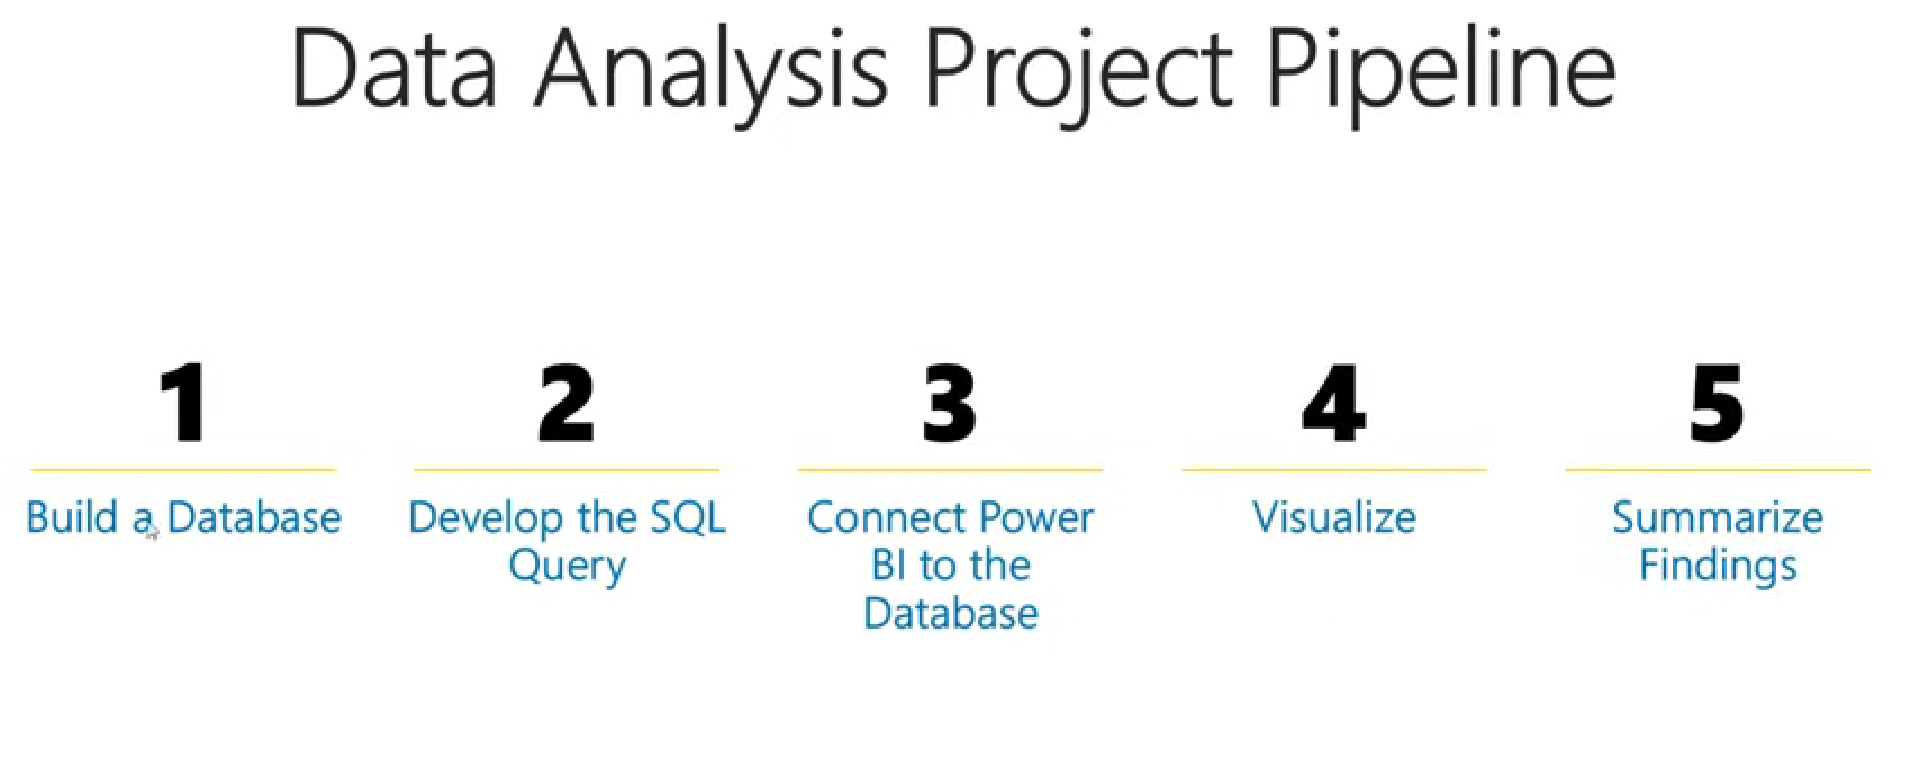 Data Analysis Project Pipeline
1
Build a Database
2
Develop the SQL
Query
3
Connect Power
BI to the
Database
4
Visualize
5
Summarize
Findings